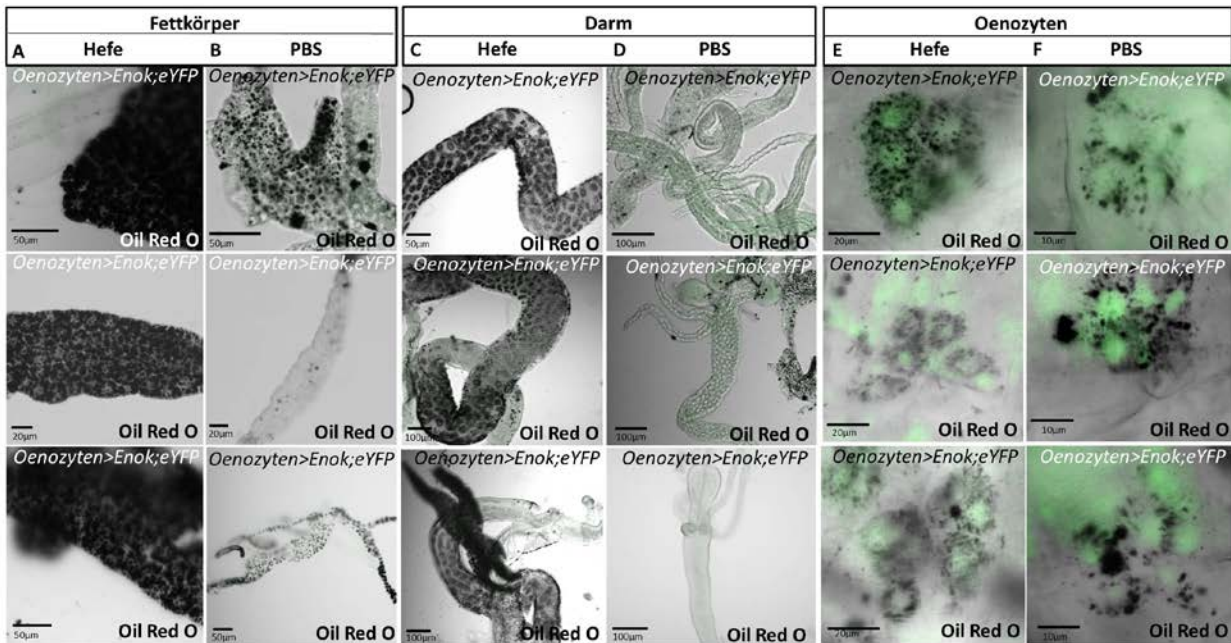 Fettkörper Darm Oenozyten
A Hefe B PBS C Hefe D PBS E Hefe F PBS
Oenozyten>Enok;eYFP Oenozyten>Enok;eYFP Oenozyten>Enok;eYFP Oenozyten>Enok;eYFP Oenozyten>Enok;eYFP Oenozyten>Enok;eYFP
50µm Oil Red O 50µm Oil Red O 50µm Oil Red O 100µm Oil Red O 20µm Oil Red O 10µm Oil Red O
Oenozyten>Enok;eYFP Oenozyten>Enok;eYFP Oenozyten>Enok;eYFP Oenozyten>Enok;eYFP Oenozyten>Enok;eYFP Oenozyten>Enok;eYFP
20µm Oil Red O 20µm Oil Red O 100µm Oil Red O 100µm Oil Red O 20µm Oil Red O 10µm Oil Red O
Oenozyten>Enok;eYFP Oenozyten>Enok;eYFP Oenozyten>Enok;eYFP Oenozyten>Enok;eYFP Oenozyten>Enok;eYFP Oenozyten>Enok;eYFP
50µm Oil Red O 50µm Oil Red O 100µm Oil Red O 100µm Oil Red O 20µm Oil Red O 10µm Oil Red O